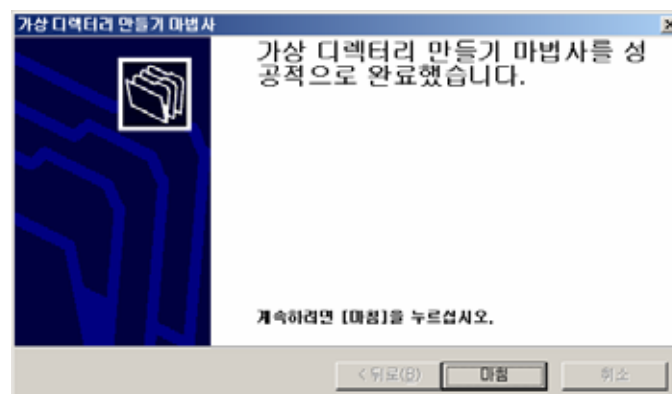 가상 디렉터리 만들기 마법사
가상 디렉터리 만들기 마법사를 성
공적으로 완료했습니다.
계속하려면 [마침]을 누르십시오.
< 뒤로(B) 마침 취소